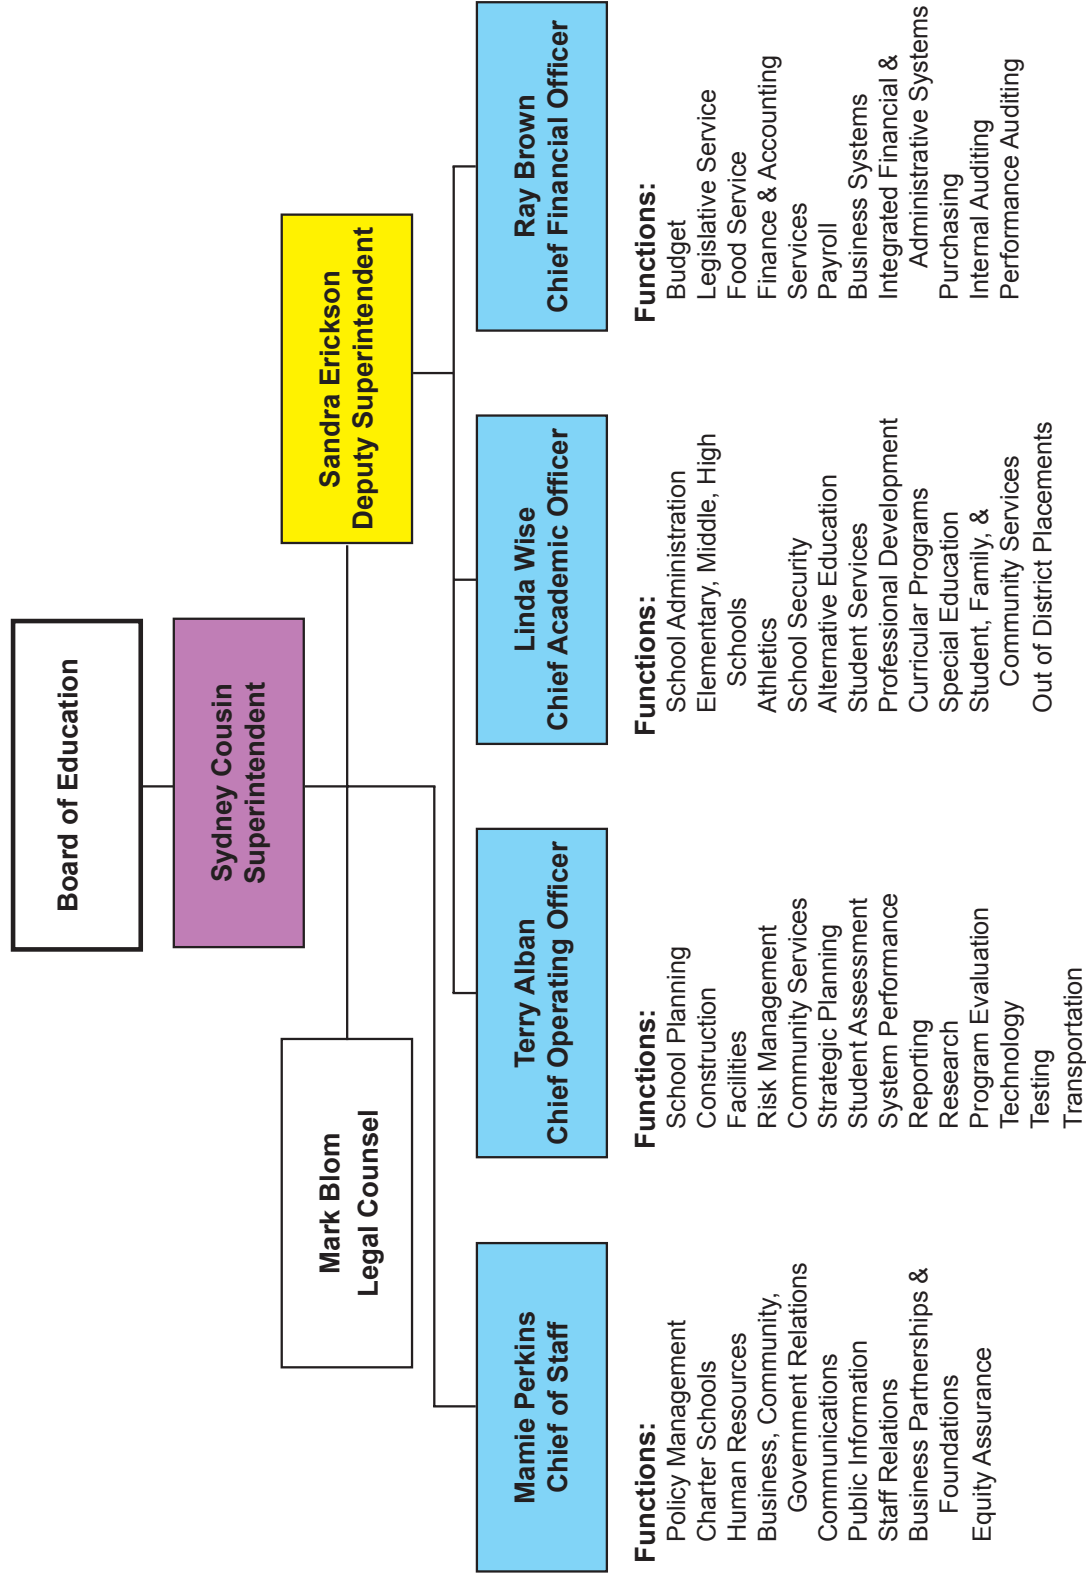 Board of Education
Sydney Cousin
Superintendent
Mark Blom
Legal Counsel
Sandra Erickson
Deputy Superintendent
Mamie Perkins
Chief of Staff
Functions:
Policy Management
Charter Schools
Human Resources
Business, Community,
Government Relations
Communications
Public Information
Staff Relations
Business Partnerships &
Foundations
Equity Assurance
Terry Alban
Chief Operating Officer
Functions:
School Planning
Construction
Facilities
Risk Management
Community Services
Strategic Planning
Student Assessment
System Performance
Reporting
Research
Program Evaluation
Technology
Testing
Transportation
Linda Wise
Chief Academic Officer
Functions:
School Administration
Elementary, Middle, High
Schools
Athletics
School Security
Alternative Education
Student Services
Professional Development
Curricular Programs
Special Education
Student, Family, &
Community Services
Out of District Placements
Ray Brown
Chief Financial Officer
Functions:
Budget
Legislative Service
Food Service
Finance & Accounting
Services
Payroll
Business Systems
Integrated Financial &
Administrative Systems
Purchasing
Internal Auditing
Performance Auditing